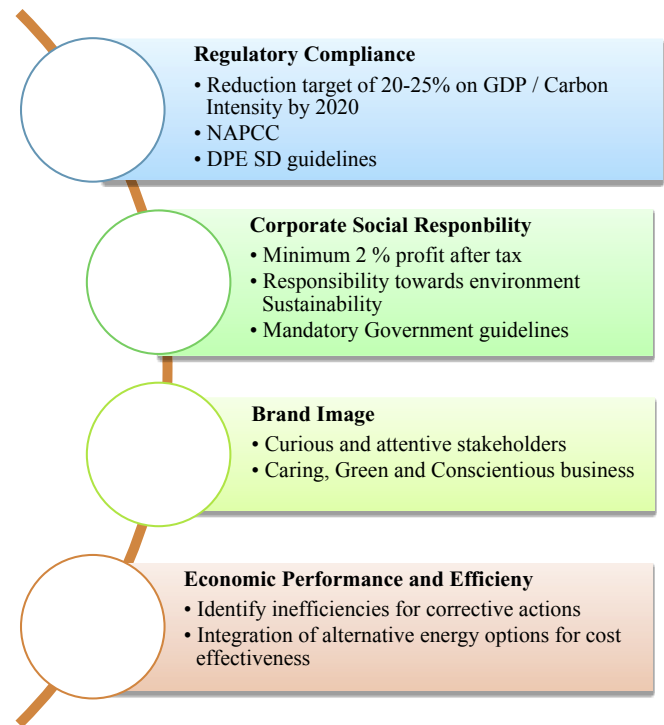 Regulatory Compliance
• Reduction target of 20-25% on GDP / Carbon
Intensity by 2020
• NAPCC
• DPE SD guidelines
Corporate Social Responbility
• Minimum 2 % profit after tax
• Responsibility towards environment
Sustainability
• Mandatory Government guidelines
Brand Image
• Curious and attentive stakeholders
• Caring, Green and Conscientious business
Economic Performance and Efficieny
• Identify inefficiencies for corrective actions
• Integration of alternative energy options for cost
effectiveness